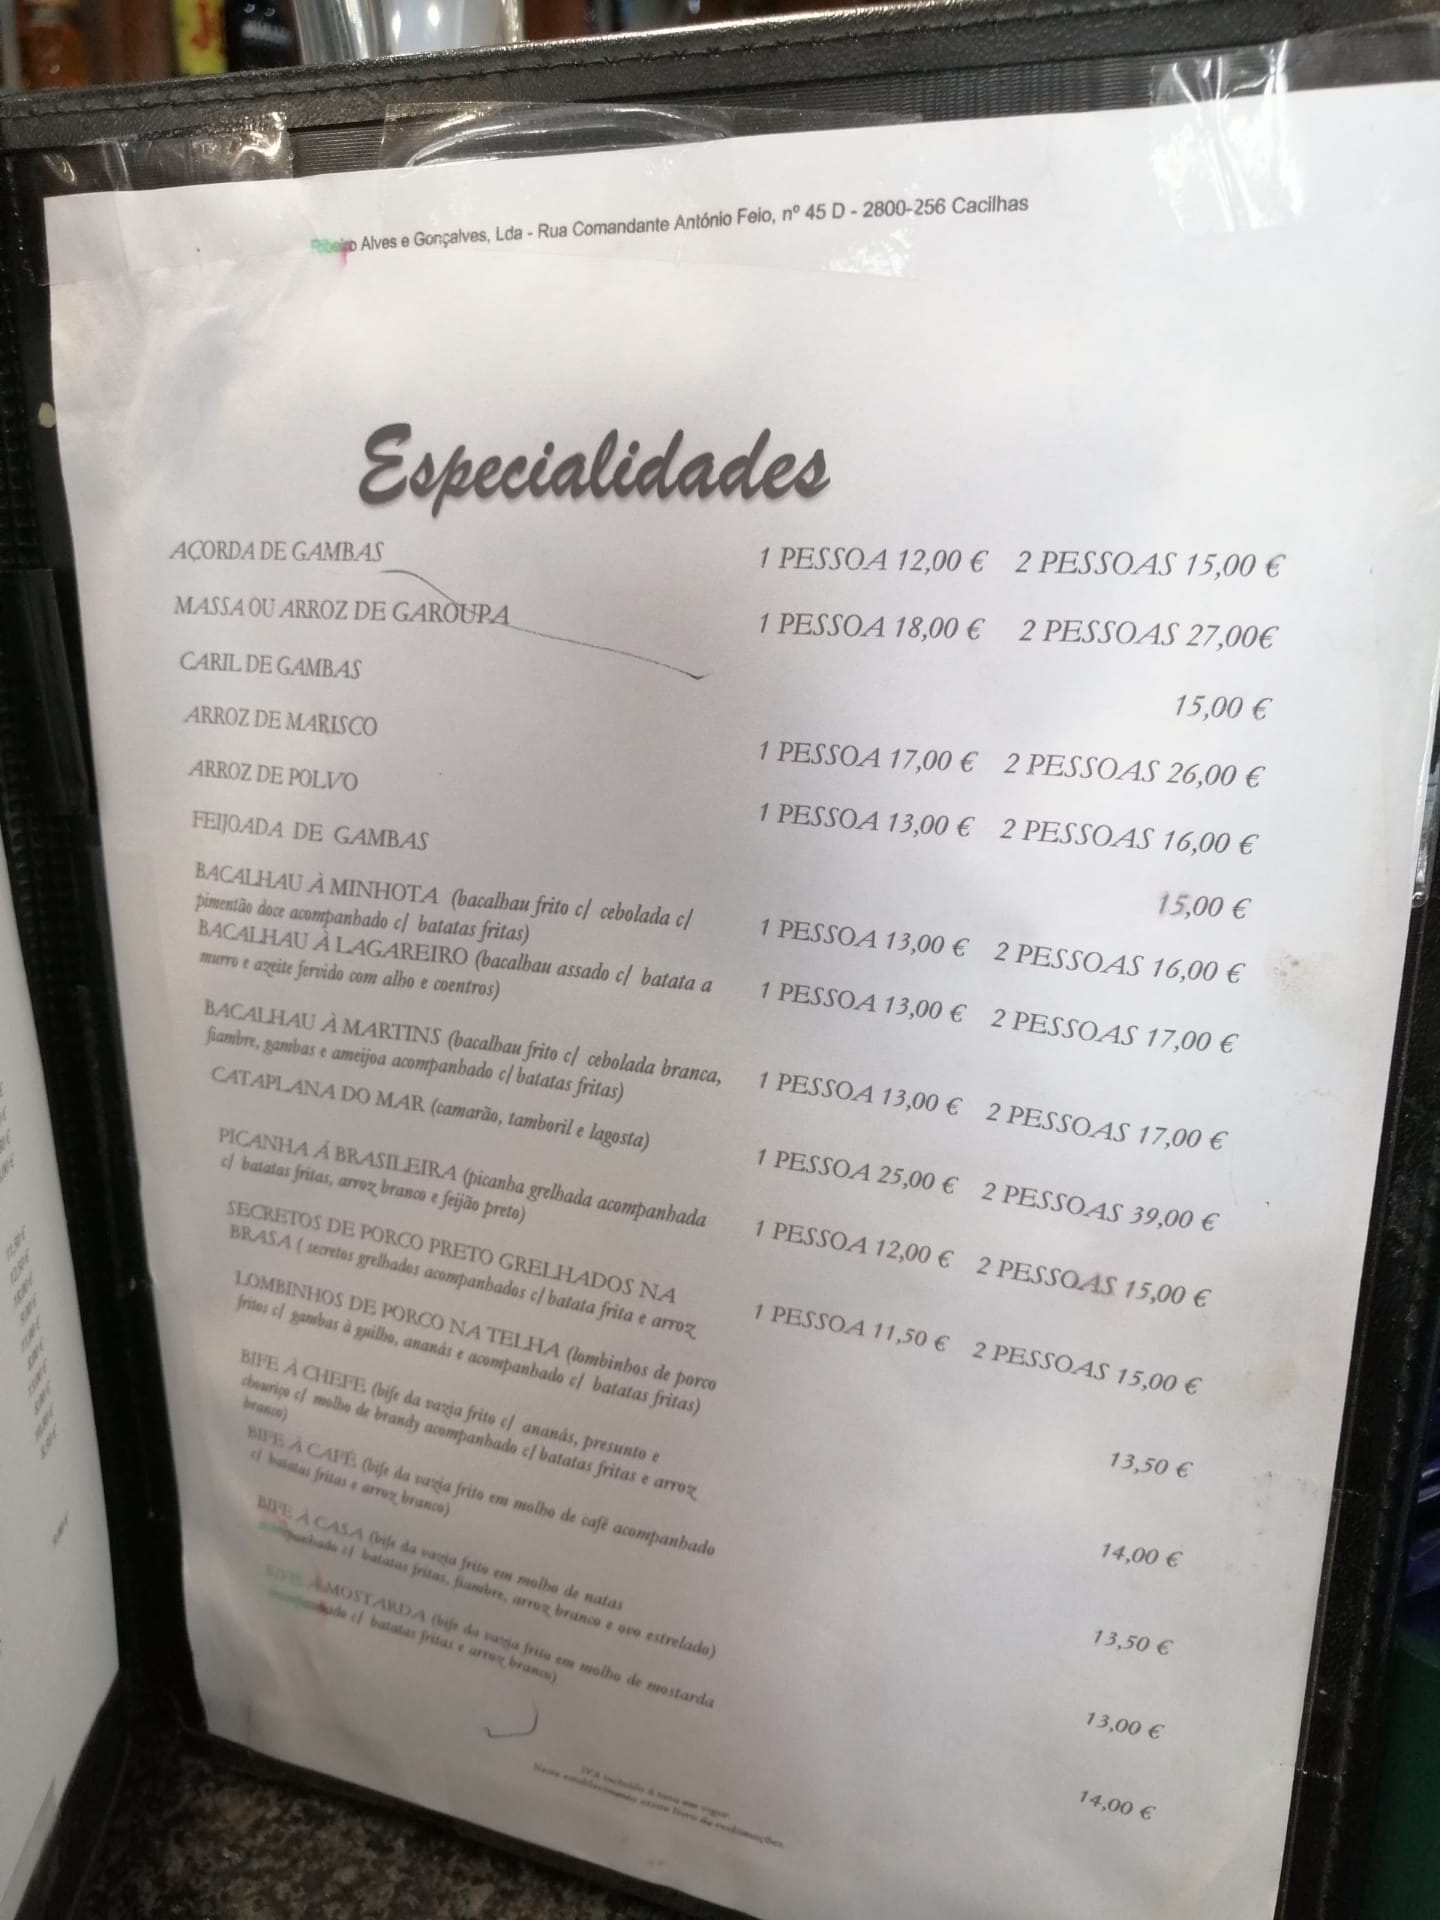 Ribeiro Alves e Gonçalves, Lda - Rua Comandante António Feio, nº 45 D - 2800-256 Cacilhas
Especialidades
AÇORDA DE GAMBAS 1 PESSOA 12,00 € 2 PESSOAS 15,00 €
MASSA OU ARROZ DE GAROUPA 1 PESSOA 18,00 € 2 PESSOAS 27,00€
CARIL DE GAMBAS 15,00 €
ARROZ DE MARISCO 1 PESSOA 17,00 € 2 PESSOAS 26,00 €
ARROZ DE POLVO 1 PESSOA 13,00 € 2 PESSOAS 16,00 €
FEIJOADA DE GAMBAS 15,00 €
BACALHAU À MINHOTA (bacalhau frito c/ cebolada c/
pimentão doce acompanhado c/ batatas fritas) 1 PESSOA 13,00 € 2 PESSOAS 16,00 €
BACALHAU À LAGAREIRO (bacalhau assado c/ batata a
murro e azeite fervido com alho e coentros) 1 PESSOA 13,00 € 2 PESSOAS 17,00 €
BACALHAU À MARTINS (bacalhau frito c/ cebolada branca,
fiambre, gambas e ameijoa acompanhado c/ batatas fritas) 1 PESSOA 13,00 € 2 PESSOAS 17,00 €
CATAPLANA DO MAR (camarão, tamboril e lagosta) 1 PESSOA 25,00 € 2 PESSOAS 39,00 €
PICANHA Á BRASILEIRA (picanha grelhada acompanhada
c/ batatas fritas, arroz branco e feijão preto) 1 PESSOA 12,00 € 2 PESSOAS 15,00 €
SECRETOS DE PORCO PRETO GRELHADOS NA
BRASA ( secretos grelhados acompanhados c/ batata frita e arroz 1 PESSOA 11,50 € 2 PESSOAS 15,00 €
LOMBINHOS DE PORCO NA TELHA (lombinhos de porco
fritos c/ gambas à guilho, ananás e acompanhado c/ batatas fritas) 13,50 €
BIFE À CHEFE (bife da vazia frito c/ ananás, presunto e
chouriço c/ molho de brandy acompanhado c/ batatas fritas e arroz
branco) 14,00 €
BIFE À CAFÉ (bife da vazia frito em molho de café acompanhado
c/ batatas fritas e arroz branco) 13,50 €
BIFE À CASA (bife da vazia frito em molho de natas
acompanhado c/ batatas fritas, fiambre, arroz branco e ovo estrelado) 13,00 €
BIFE À MOSTARDA (bife da vazia frito em molho de mostarda
acompanhado c/ batatas fritas e arroz branco) 14,00 €
IVA incluído à taxa em vigor
Neste estabelecimento existe livro de reclamações